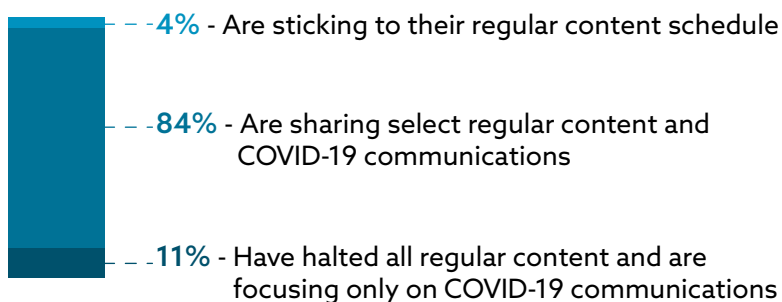 4% - Are sticking to their regular content schedule
84% - Are sharing select regular content and
COVID-19 communications
11% - Have halted all regular content and are
focusing only on COVID-19 communications